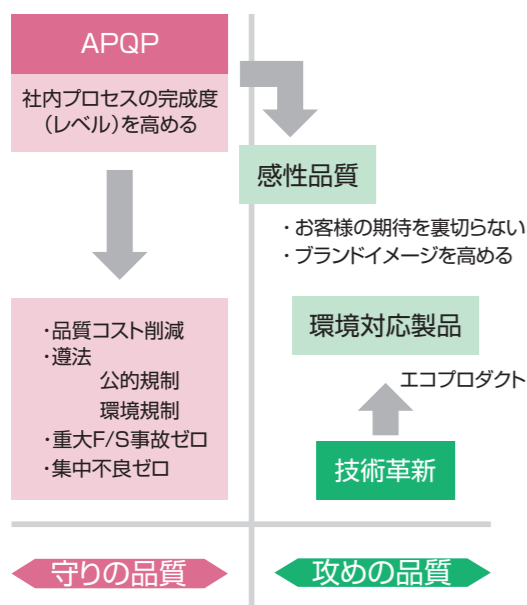 APQP
社内プロセスの完成度
（レベル）を高める
感性品質
・お客様の期待を裏切らない
・ブランドイメージを高める
・品質コスト削減
・遵法
公的規制
環境規制
・重大F/S事故ゼロ
・集中不良ゼロ
環境対応製品
エコプロダクト
技術革新
守りの品質
攻めの品質